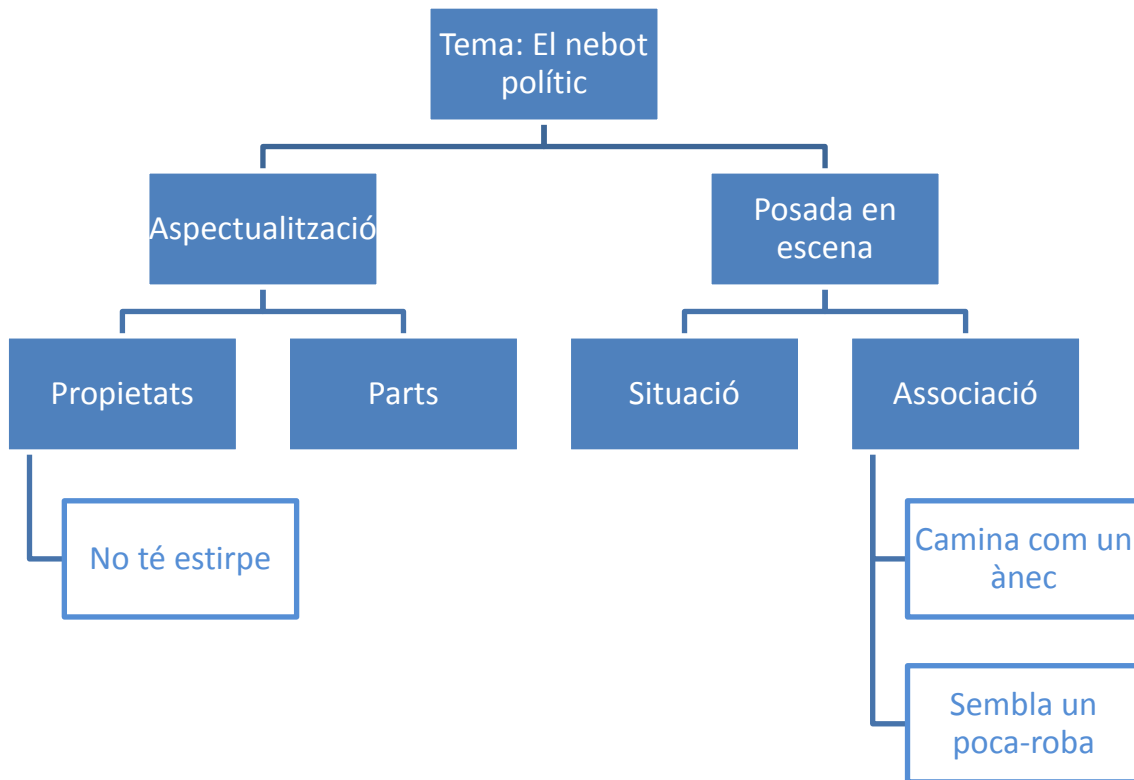 Tema: El nebot
polític
Aspectualització
Posada en
escena
Propietats
Parts
Situació
Associació
No té estirpe
Camina com un
ànec
Sembla un
poca-roba